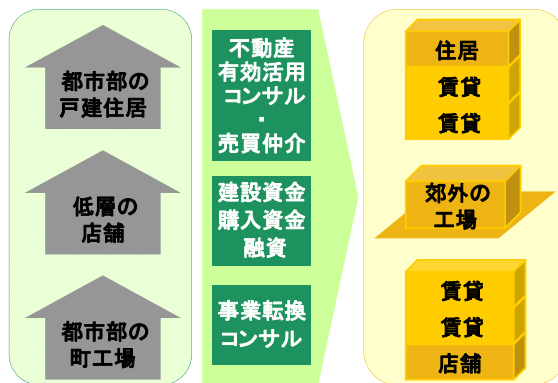 都市部の
戸建住居
低層の
店舗
都市部の
町工場
不動産
有効活用
コンサル
・
売買仲介
建設資金
購入資金
融資
事業転換
コンサル
住居
賃貸
賃貸
郊外の
工場
賃貸
賃貸
店舗